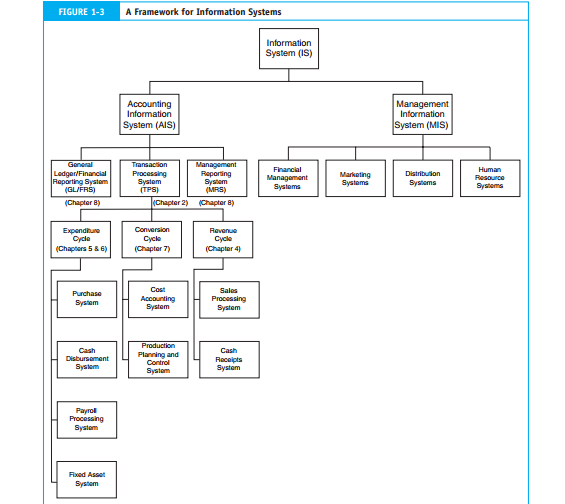 FIGURE 1-3 A Framework for Information Systems
Information
System (IS)
Accounting
Information
System (AIS)
Management
Information
System (MIS)
General
Ledger/Financial
Reporting System
(GL/FRS)
(Chapter 8)
Transaction
Processing
System
(TPS)
(Chapter 2)
Management
Reporting
System
(MRS)
(Chapter 8)
Financial
Management
Systems
Marketing
Systems
Distribution
Systems
Human
Resource
Systems
Expenditure
Cycle
(Chapters 5 & 6)
Conversion
Cycle
(Chapter 7)
Revenue
Cycle
(Chapter 4)
Purchase
System
Cost
Accounting
System
Sales
Processing
System
Cash
Disbursement
System
Production
Planning and
Control
System
Cash
Receipts
System
Payroll
Processing
System
Fixed Asset
System